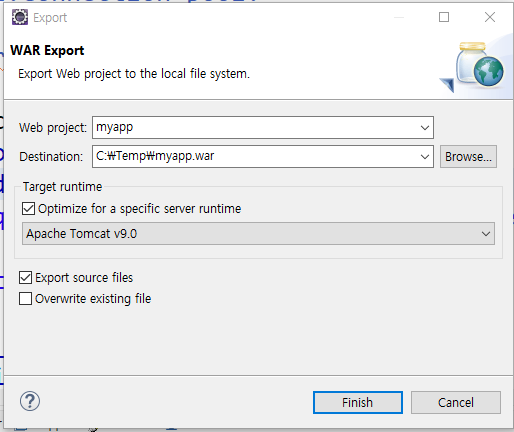 Export
WAR Export
Export Web project to the local file system.
Web project: myapp
Destination: C:₩Temp₩myapp.war Browse...
Target runtime
Optimize for a specific server runtime
Apache Tomcat v9.0
Export source files
Overwrite existing file
? Finish Cancel